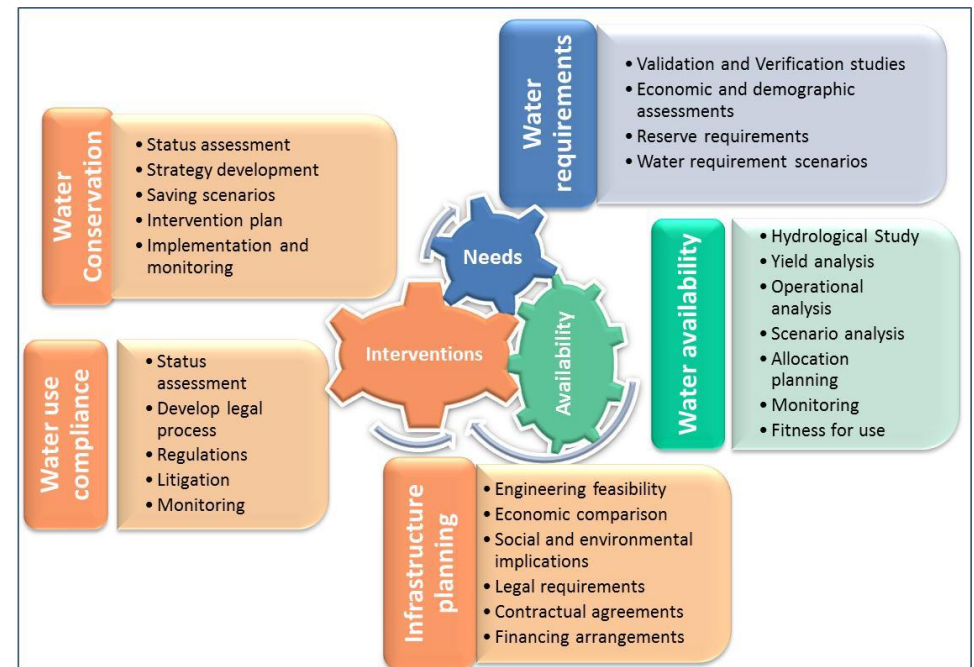 Water
requirements
• Validation and Verification studies
• Economic and demographic
assessments
• Reserve requirements
• Water requirement scenarios
Water
Conservation
• Status assessment
• Strategy development
• Saving scenarios
• Intervention plan
• Implementation and
monitoring
Needs
Interventions
Availability
Water availability
• Hydrological Study
• Yield analysis
• Operational
analysis
• Scenario analysis
• Allocation
planning
• Monitoring
• Fitness for use
Water use
compliance
• Status
assessment
• Develop legal
process
• Regulations
• Litigation
• Monitoring
Infrastructure
planning
• Engineering feasibility
• Economic comparison
• Social and environmental
implications
• Legal requirements
• Contractual agreements
• Financing arrangements